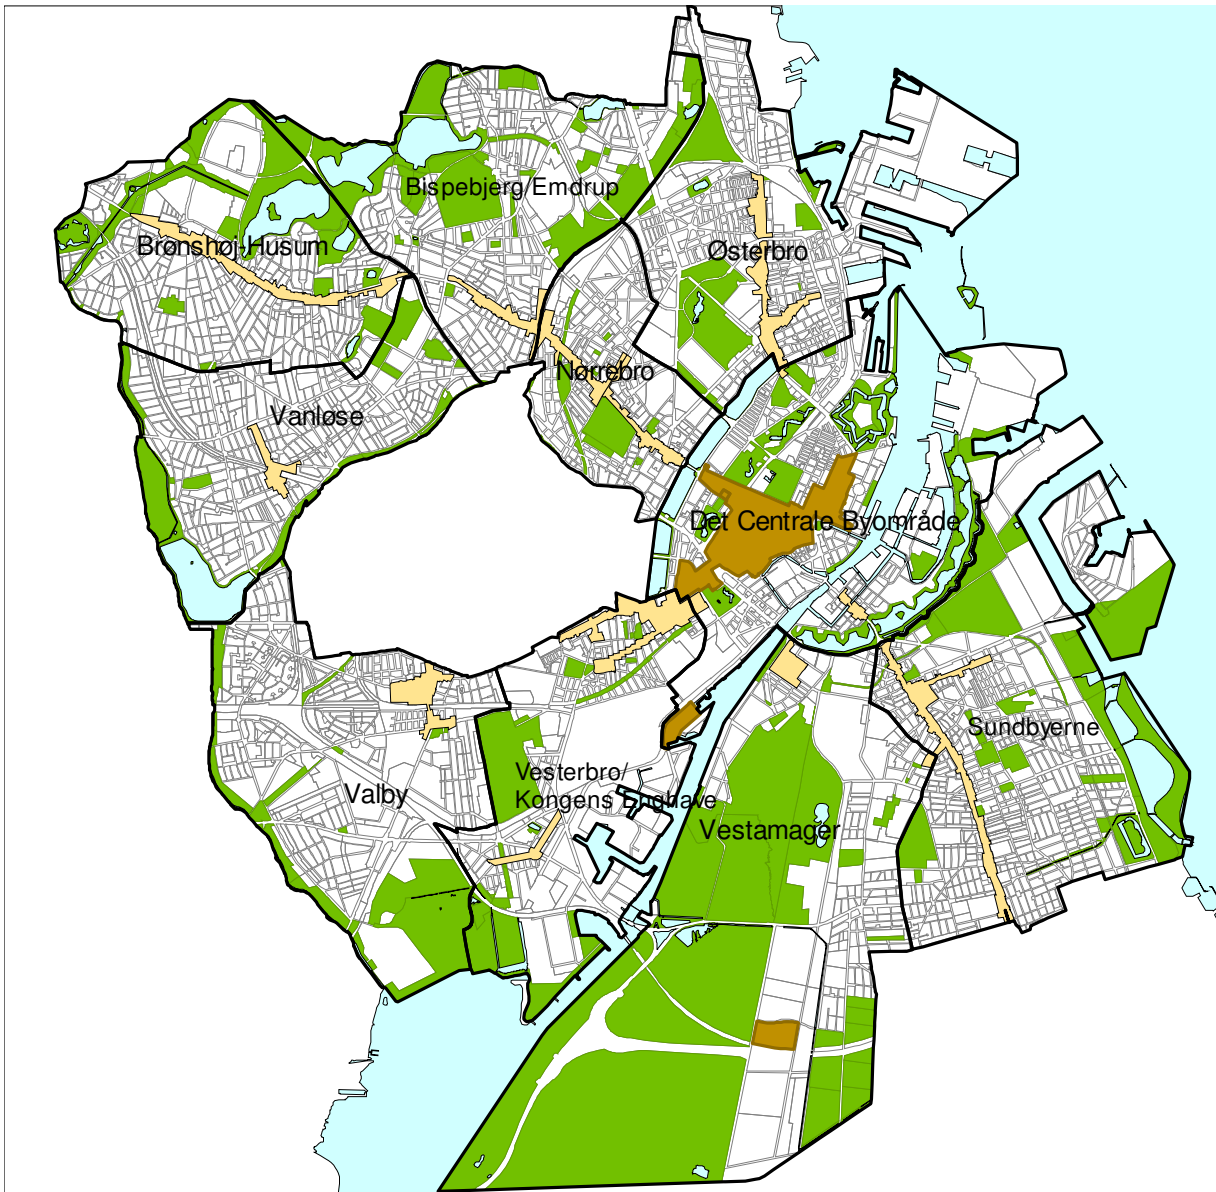 Bispebjerg/Emdrup
Brønshøj-Husum
Østerbro
Nørrebro
Vanløse
Det Centrale Byområde
Sundbyerne
Vesterbro/
Kongens Enghave
Valby
Vestamager